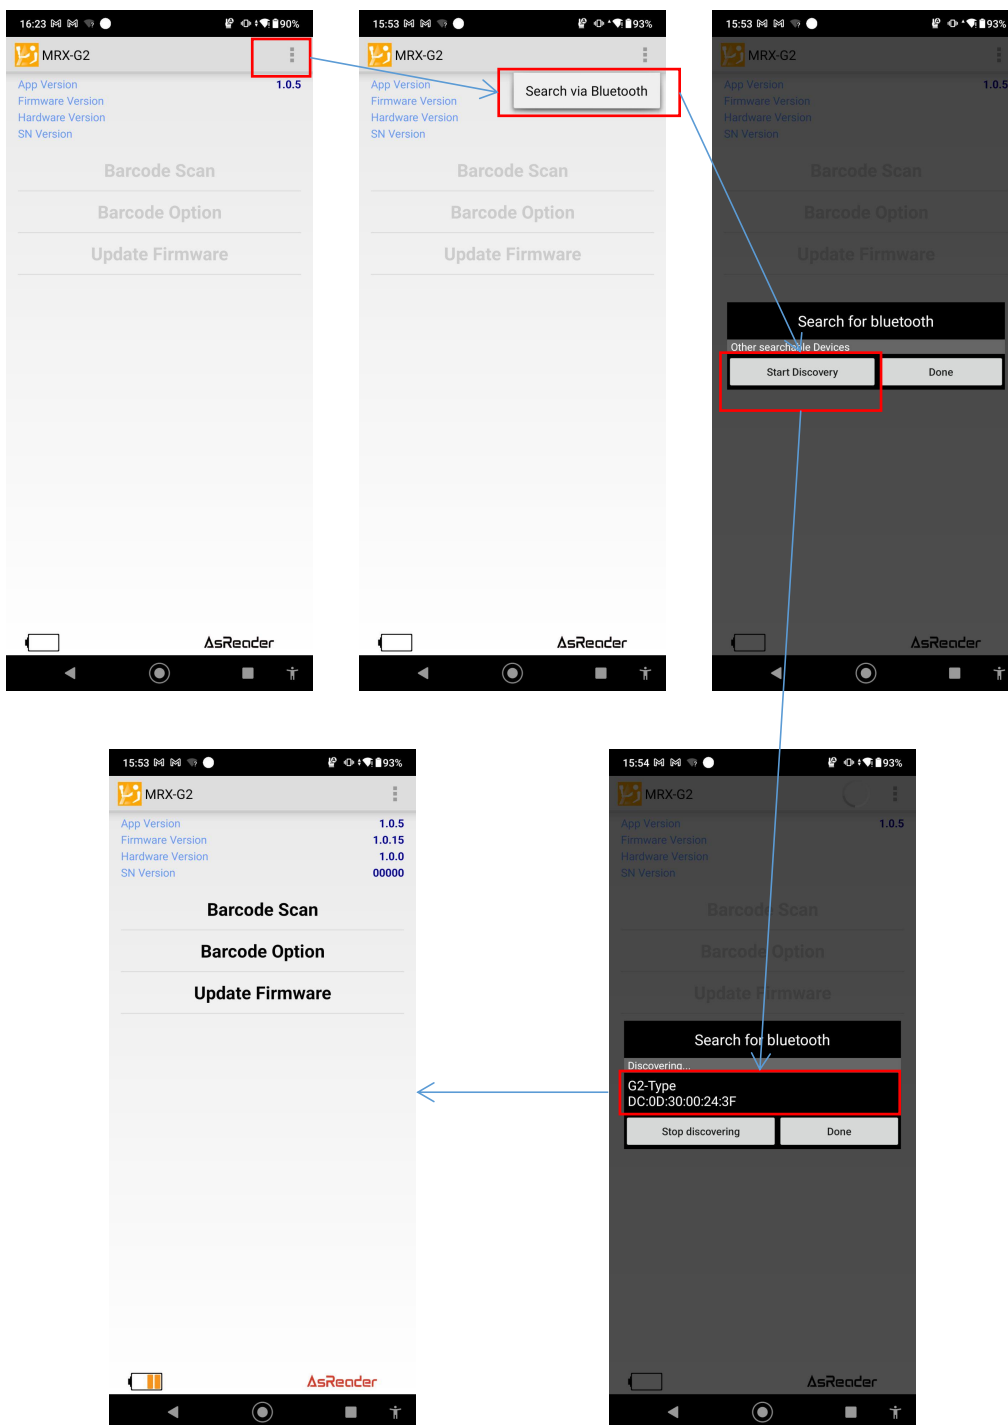 16:23
90%
MRX-G2
App Version 1.0.5
Firmware Version
Hardware Version
SN Version
Barcode Scan
Barcode Option
Update Firmware
AsReader
15:53
93%
MRX-G2
App Version
Search via Bluetooth
Firmware Version
Hardware Version
SN Version
Barcode Scan
Barcode Option
Update Firmware
AsReader
15:53
93%
MRX-G2
App Version 1.0.5
Firmware Version
Hardware Version
SN Version
Barcode Scan
Barcode Option
Update Firmware
Search for bluetooth
Other searchable Devices
Start Discovery Done
AsReader
15:53
93%
MRX-G2
App Version 1.0.5
Firmware Version 1.0.15
Hardware Version 1.0.0
SN Version 00000
Barcode Scan
Barcode Option
Update Firmware
AsReader
15:54
93%
MRX-G2
App Version 1.0.5
Firmware Version
Hardware Version
SN Version
Barcode Scan
Barcode Option
Update Firmware
Search for bluetooth
Discovering...
G2-Type
DC:0D:30:00:24:3F
Stop discovering Done
AsReader